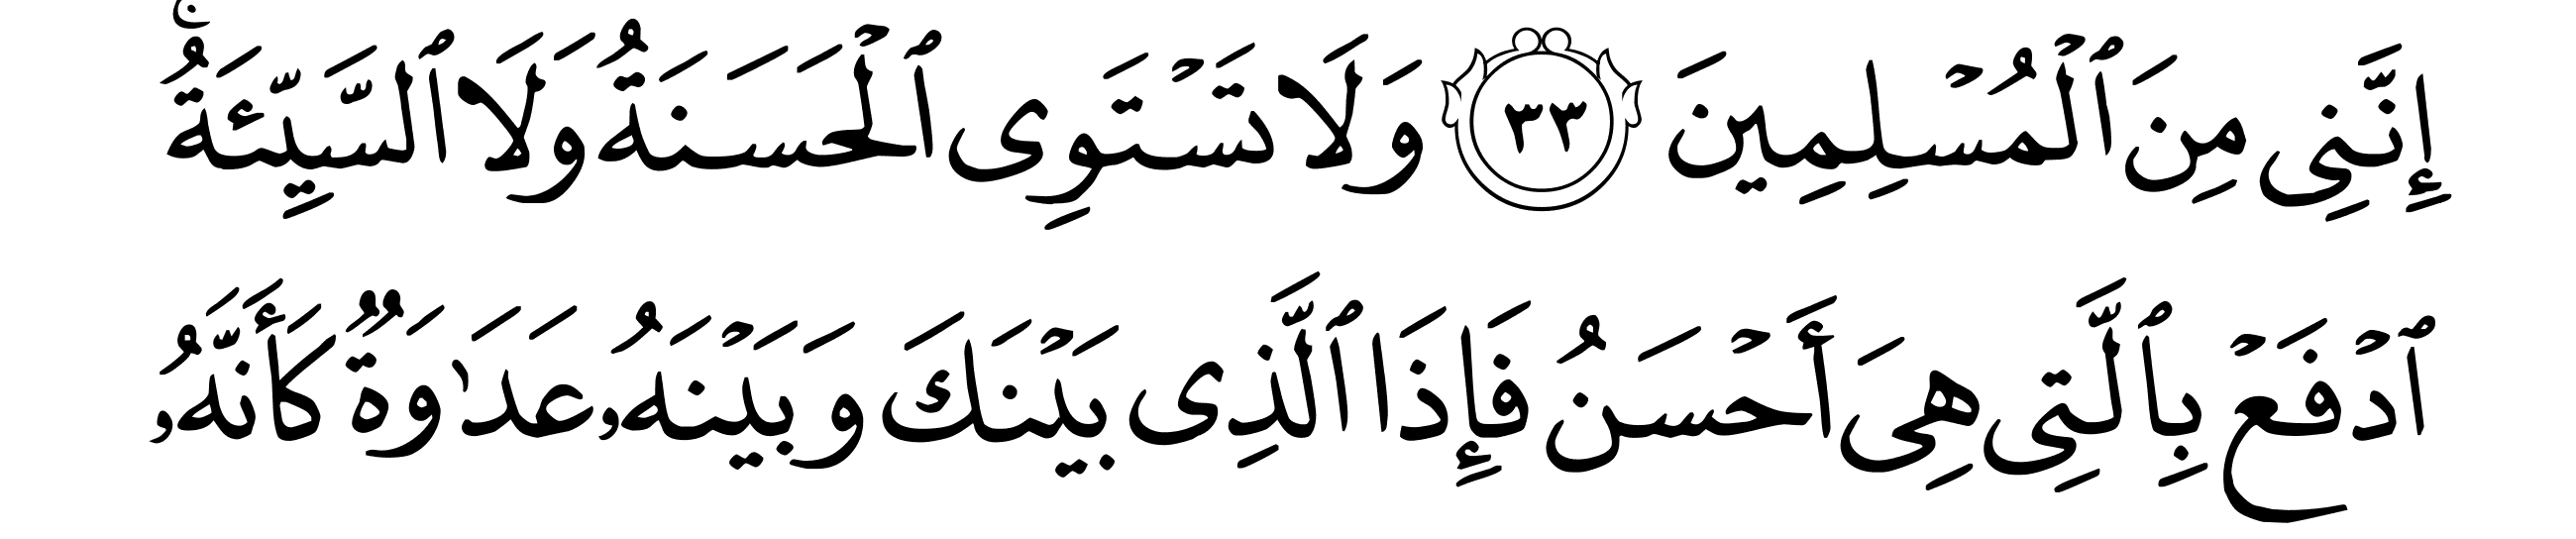 إِنَّنِى مِنَ ٱلْمُسْلِمِينَ ٣٣ وَلَا تَسْتَوِى ٱلْحَسَنَةُ وَلَا ٱلسَّيِّئَةُ ۚ
ٱدْفَعْ بِٱلَّتِى هِىَ أَحْسَنُ فَإِذَا ٱلَّذِى بَيْنَكَ وَبَيْنَهُۥ عَدَٰوَةٌ كَأَنَّهُۥ